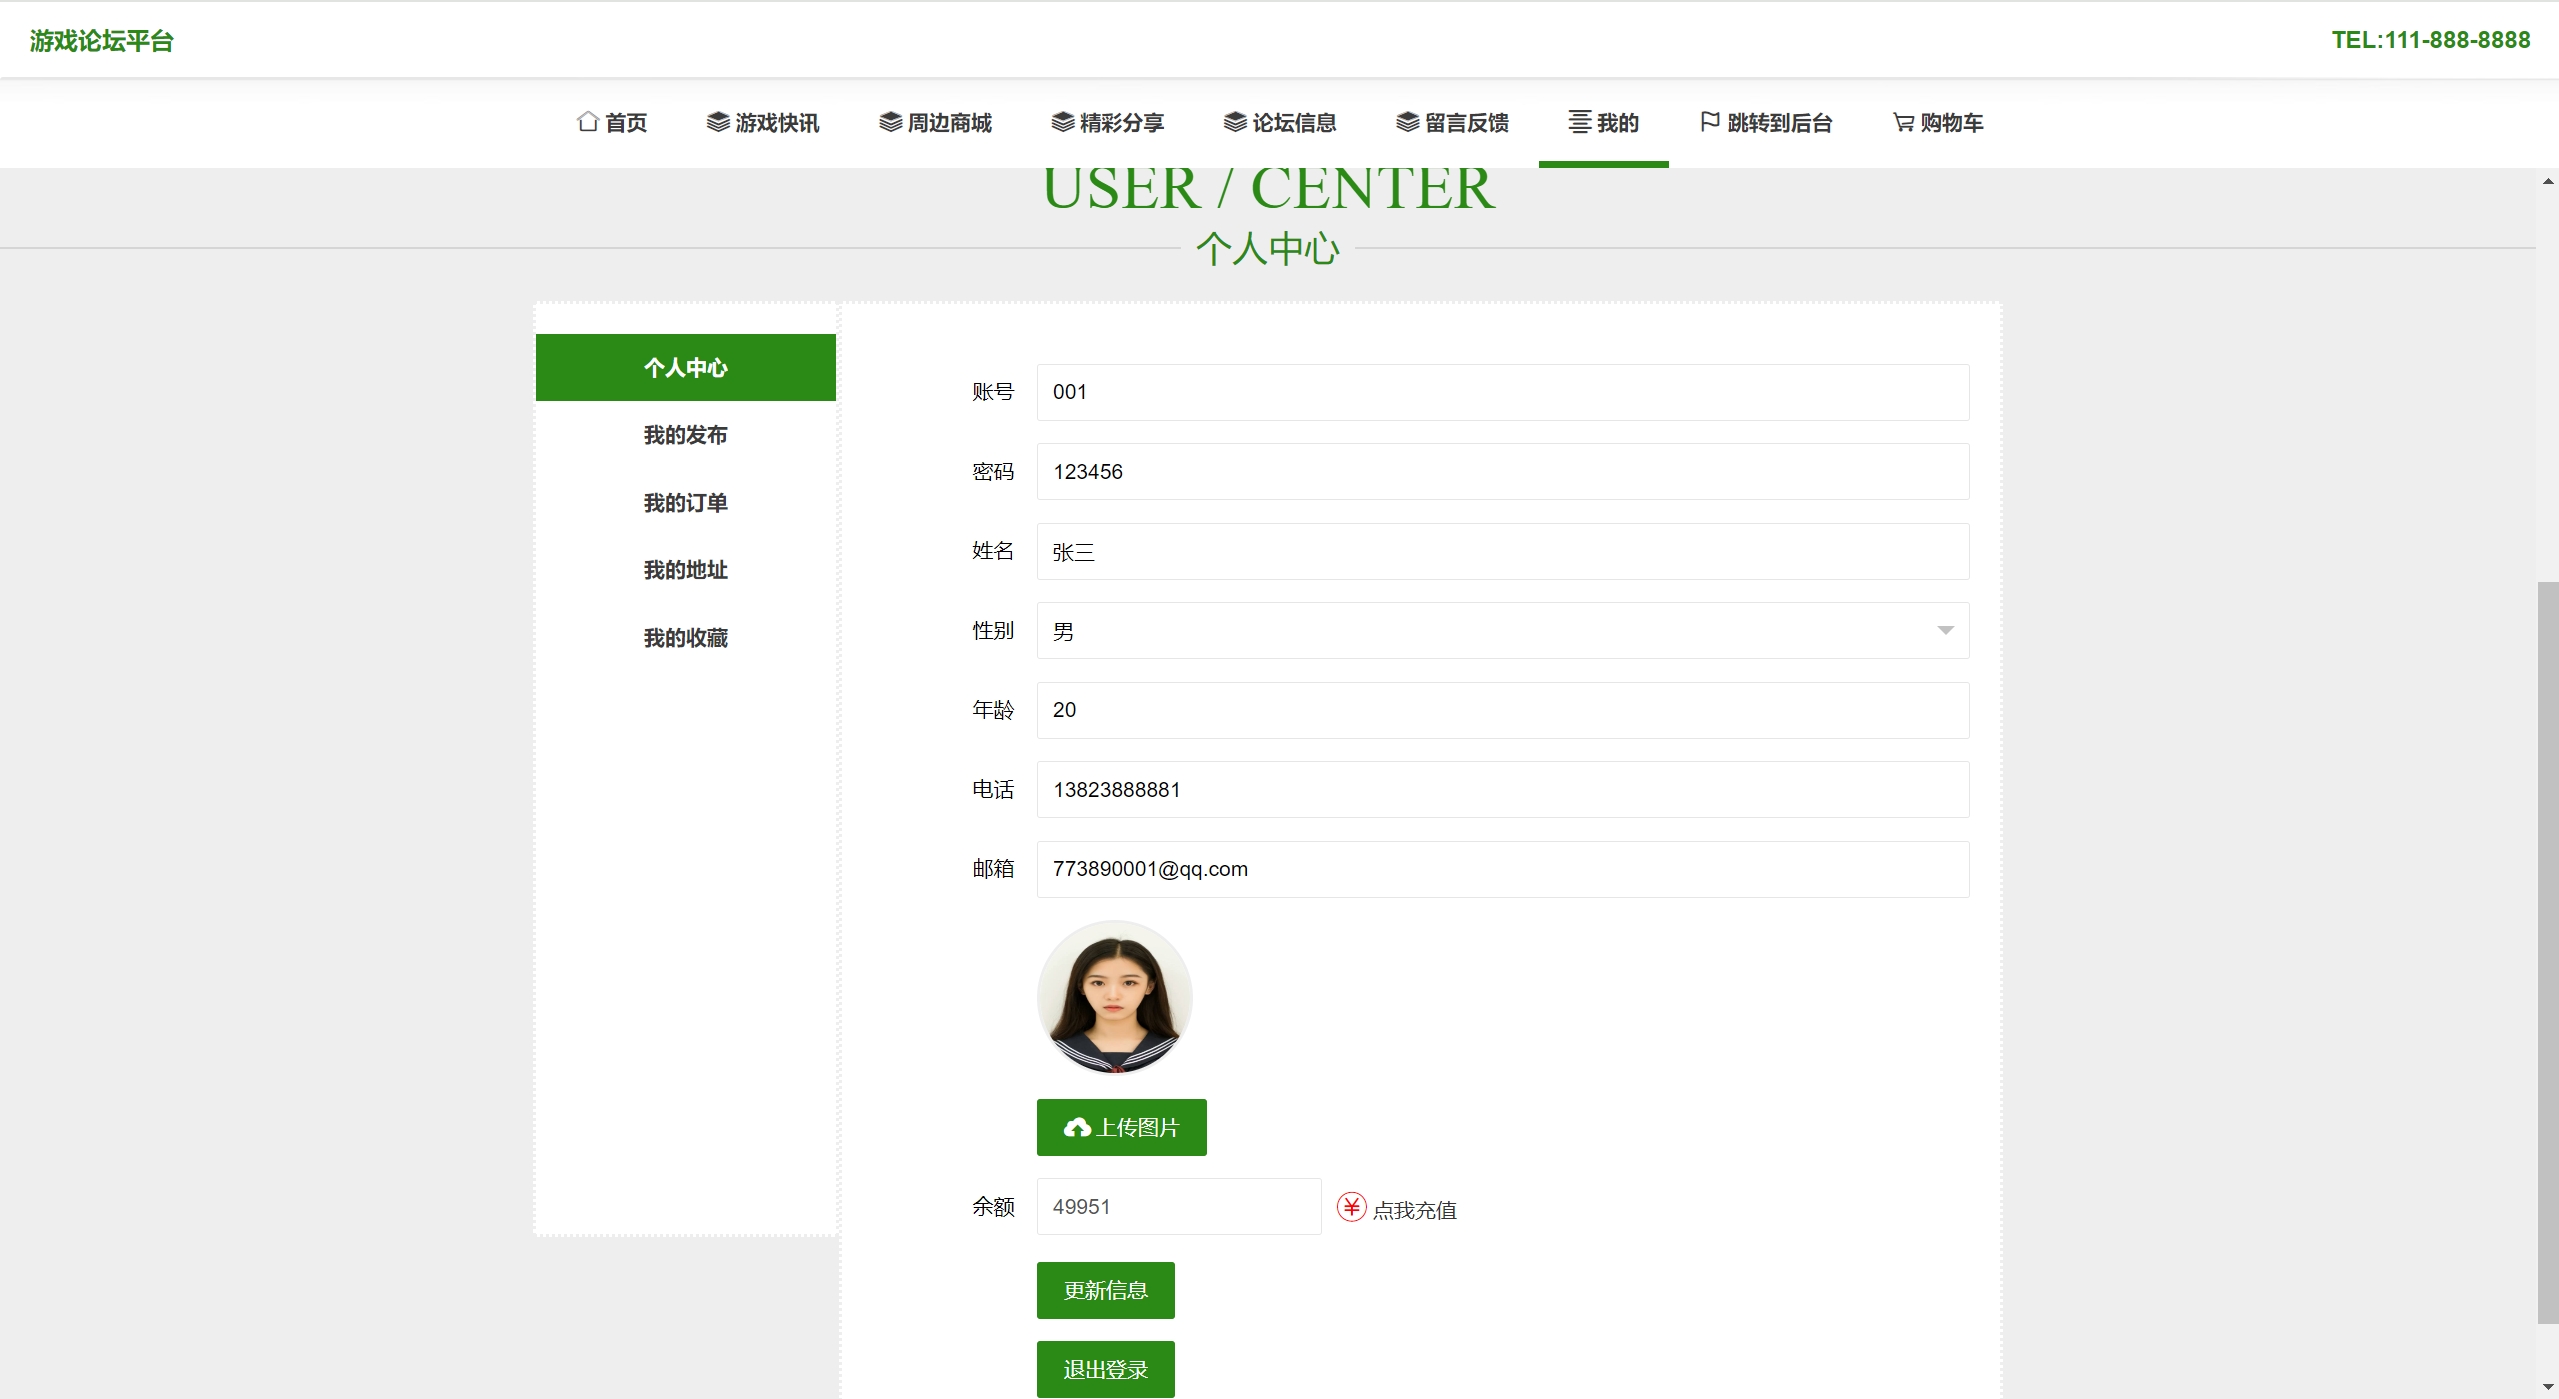 游戏论坛平台
TEL:111-888-8888
首页 游戏快讯 周边商城 精彩分享 论坛信息 留言反馈 我的 跳转到后台 购物车
USER / CENTER
个人中心
个人中心
我的发布
我的订单
我的地址
我的收藏
账号 001
密码 123456
姓名 张三
性别 男
年龄 20
电话 13823888881
邮箱 773890001@qq.com
上传图片
余额 49951 点我充值
更新信息
退出登录